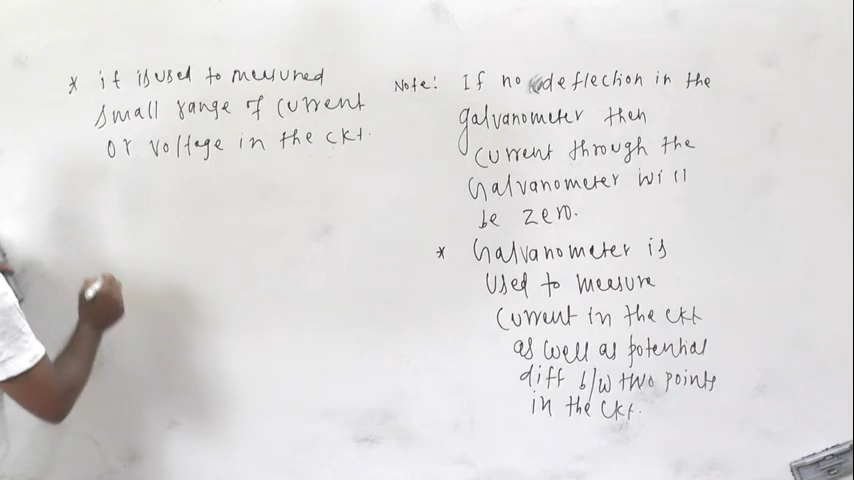 * it is used to measured
small range of current
or voltage in the ckt.
Note: If no deflection in the
galvanometer then
current through the
Galvanometer will
be zero.
* Galvanometer is
used to measure
current in the ckt
as well as potential
diff b/w two points
in the ckt.